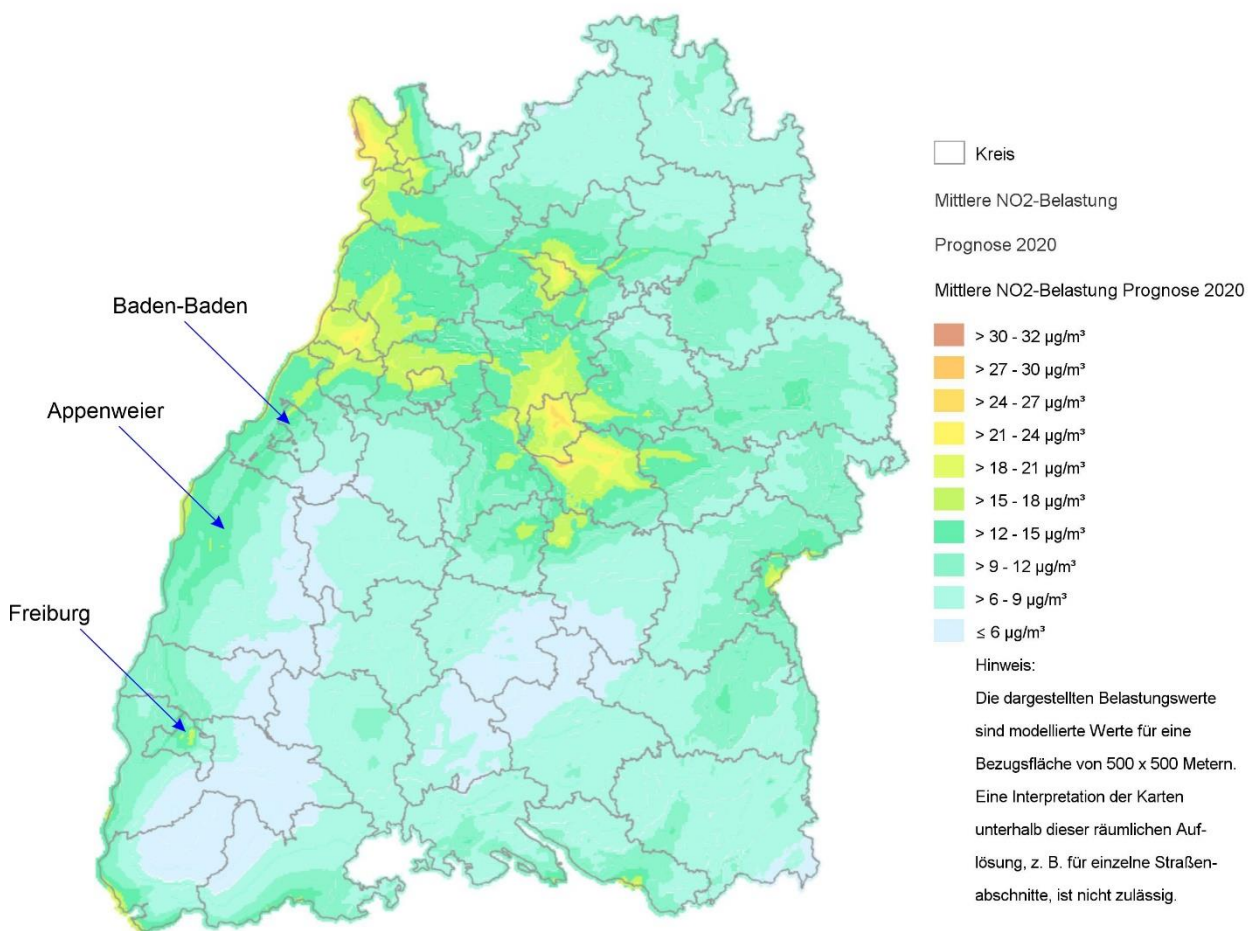 Baden-Baden
Appenweier
Freiburg
Kreis
Mittlere NO2-Belastung
Prognose 2020
Mittlere NO2-Belastung Prognose 2020
> 30 - 32 µg/m³
> 27 - 30 µg/m³
> 24 - 27 µg/m³
> 21 - 24 µg/m³
> 18 - 21 µg/m³
> 15 - 18 µg/m³
> 12 - 15 µg/m³
> 9 - 12 µg/m³
> 6 - 9 µg/m³
≤ 6 µg/m³
Hinweis:
Die dargestellten Belastungswerte
sind modellierte Werte für eine
Bezugsfläche von 500 x 500 Metern.
Eine Interpretation der Karten
unterhalb dieser räumlichen Auf-
lösung, z. B. für einzelne Straßen-
abschnitte, ist nicht zulässig.